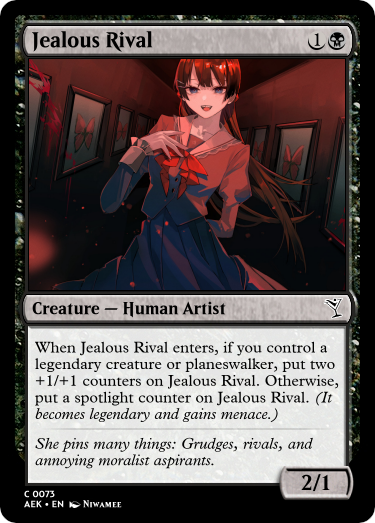 Jealous Rival 1
Creature — Human Artist
When Jealous Rival enters, if you control a
legendary creature or planeswalker, put two
+1/+1 counters on Jealous Rival. Otherwise,
put a spotlight counter on Jealous Rival. (It
becomes legendary and gains menace.)
She pins many things: Grudges, rivals, and
annoying moralist aspirants.
2/1
C 0073
AEK • EN Niwamee